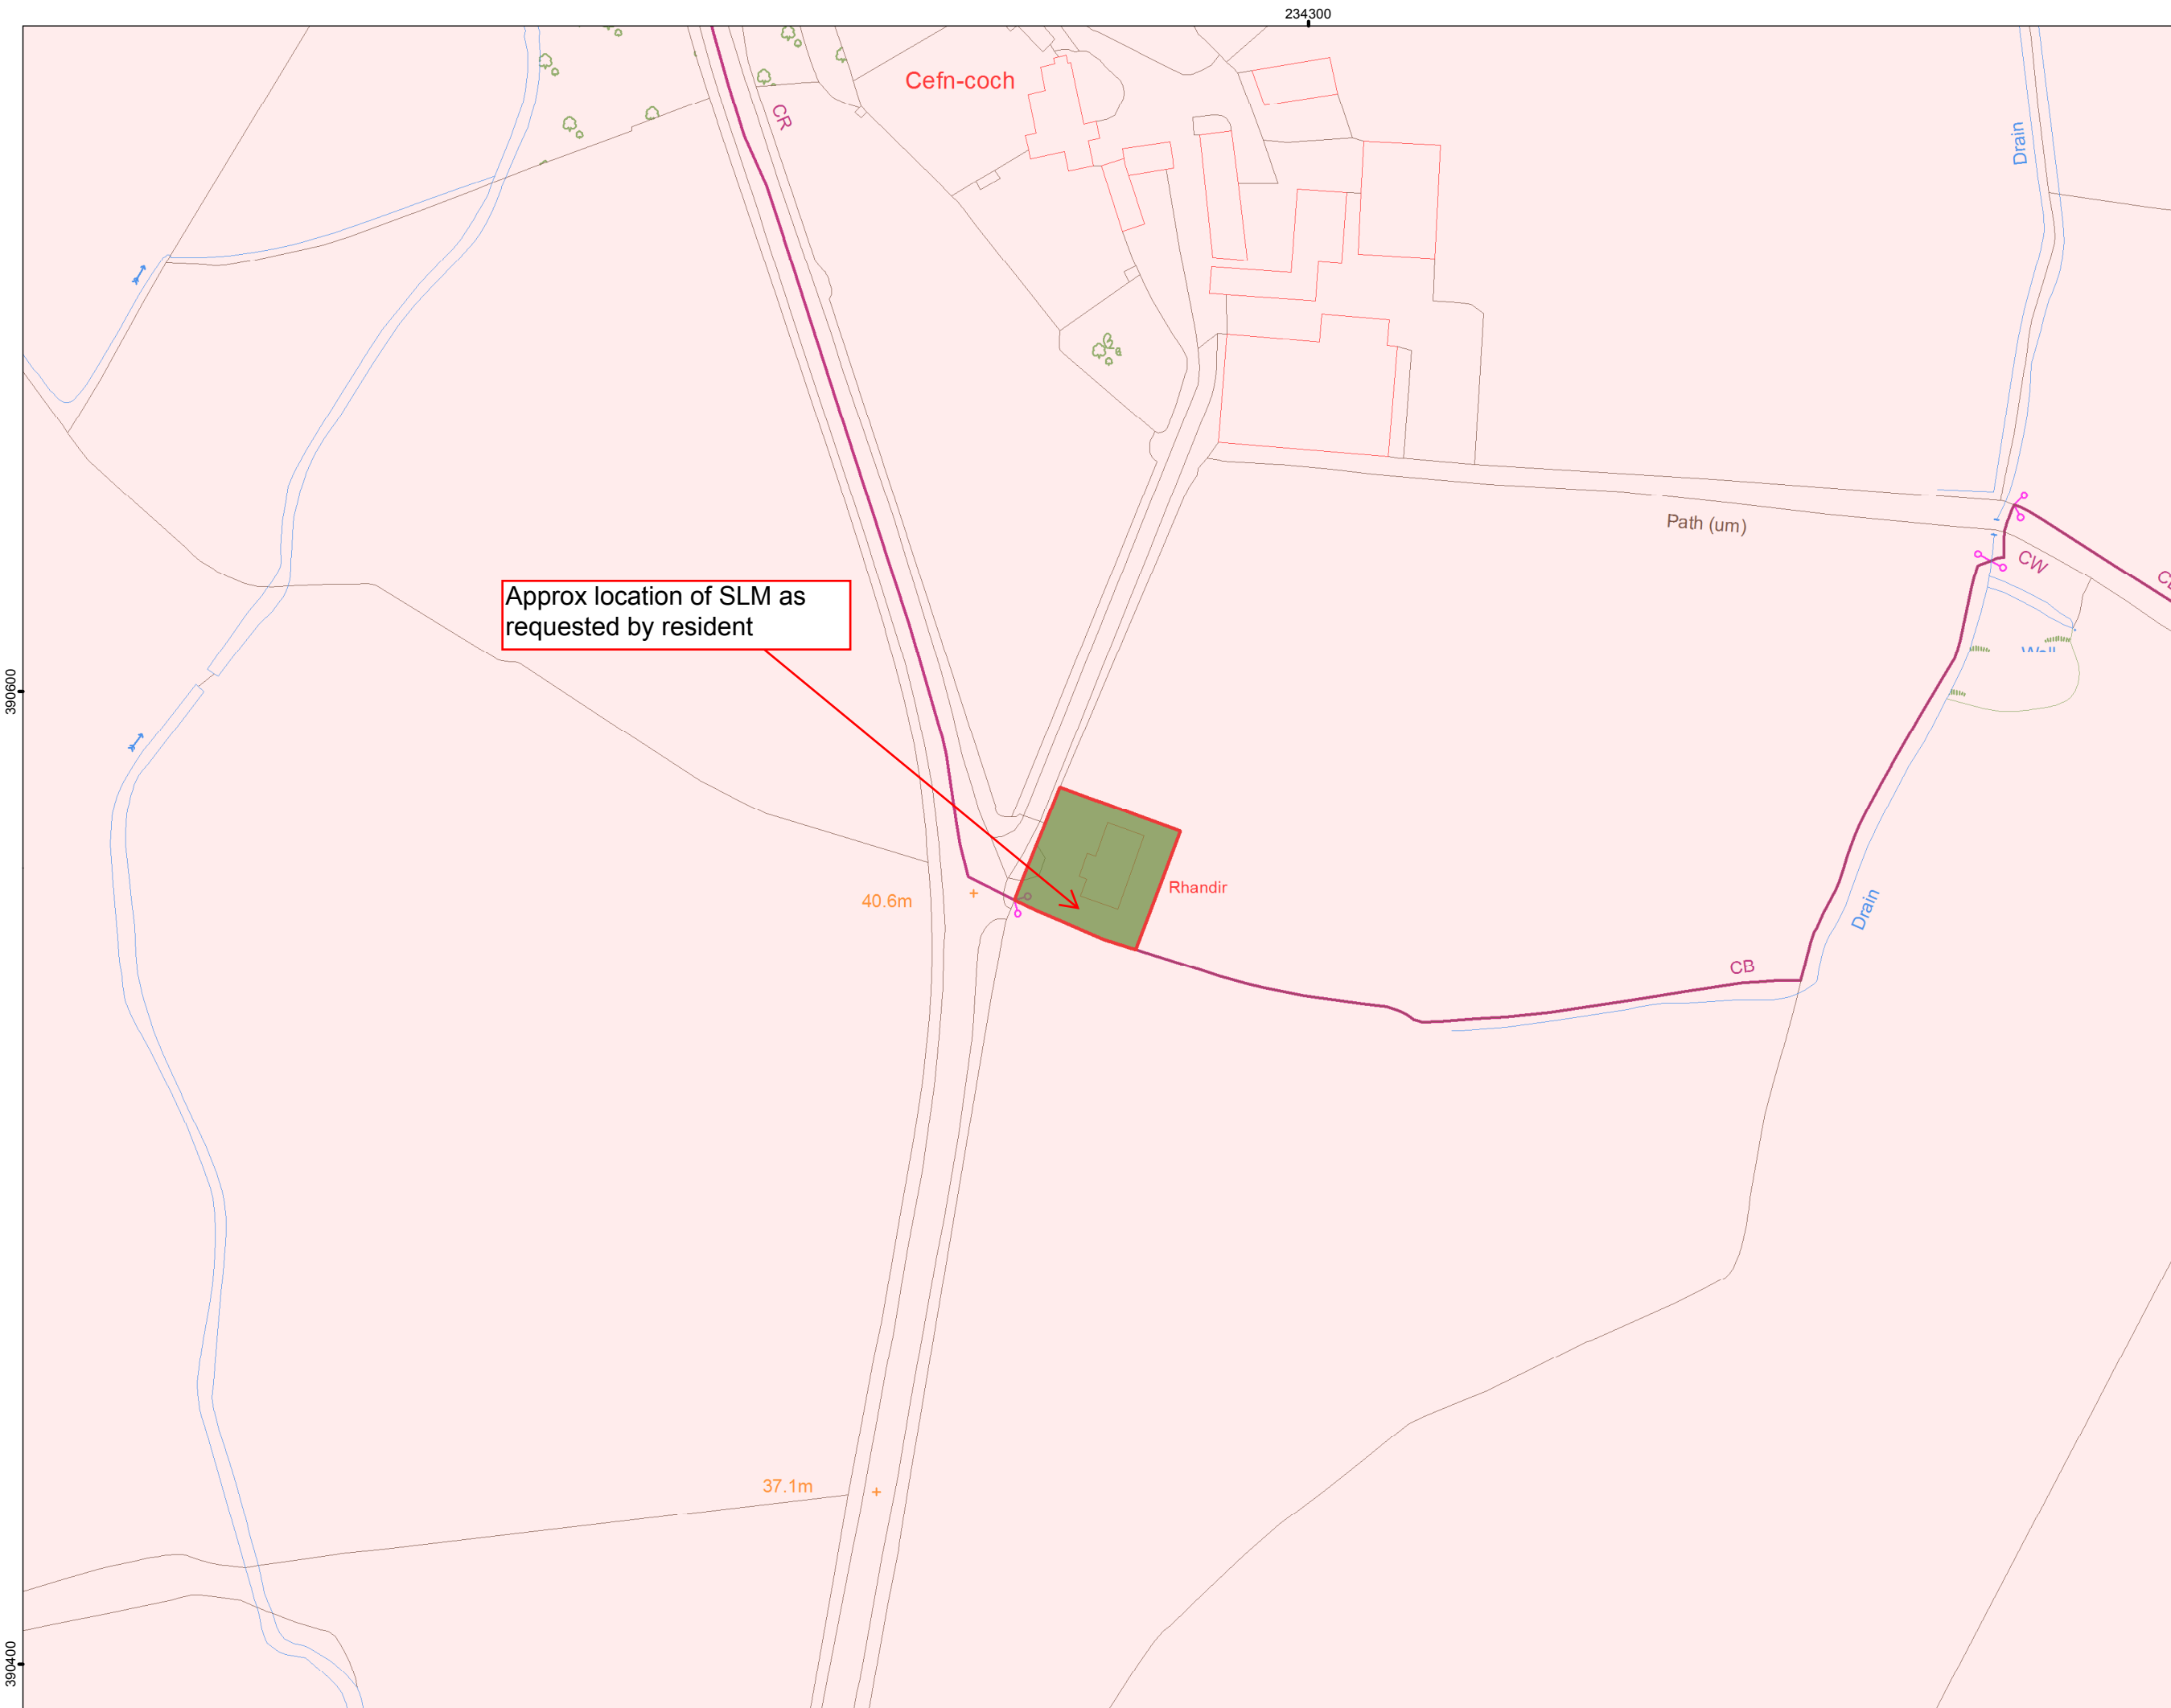 234300
Cefn-coch
CR
Drain
Path (um)
CW
Approx location of SLM as
requested by resident
390600
Rhandir
40.6m
Drain
CB
37.1m
390400